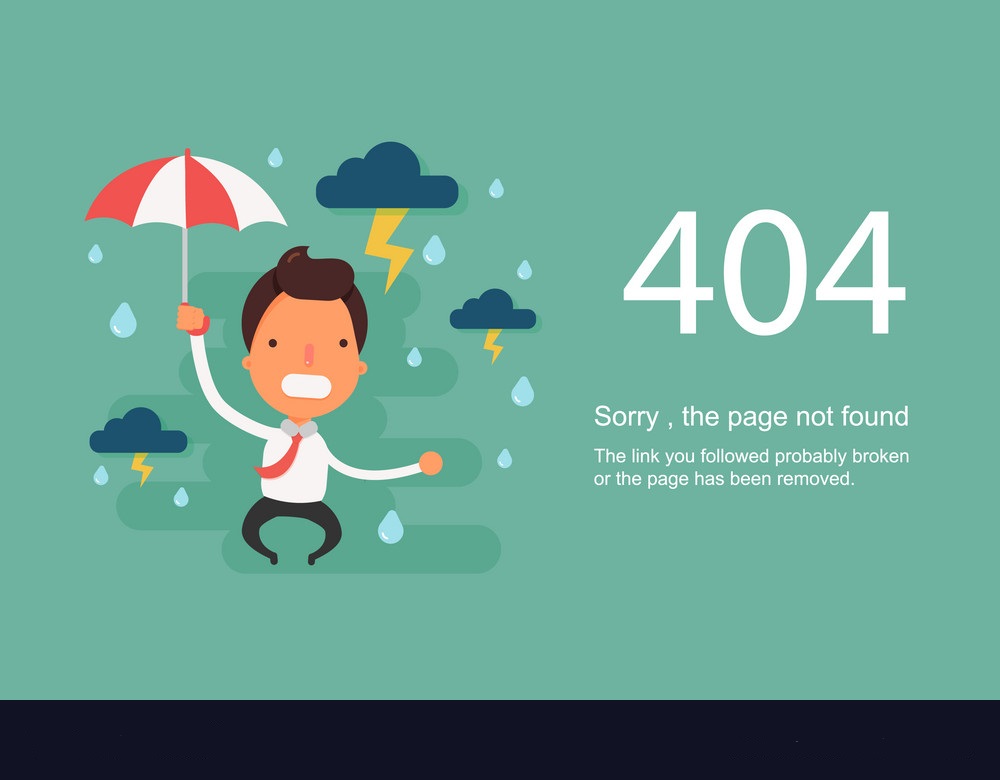 404
Sorry , the page not found
The link you followed probably broken
or the page has been removed.